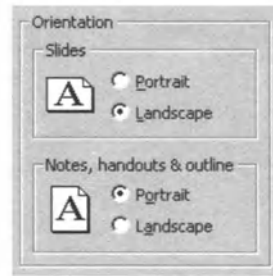 Orientation
Slides
A
Portrait
Landscape
Notes, handouts & outline
A
Portrait
Landscape